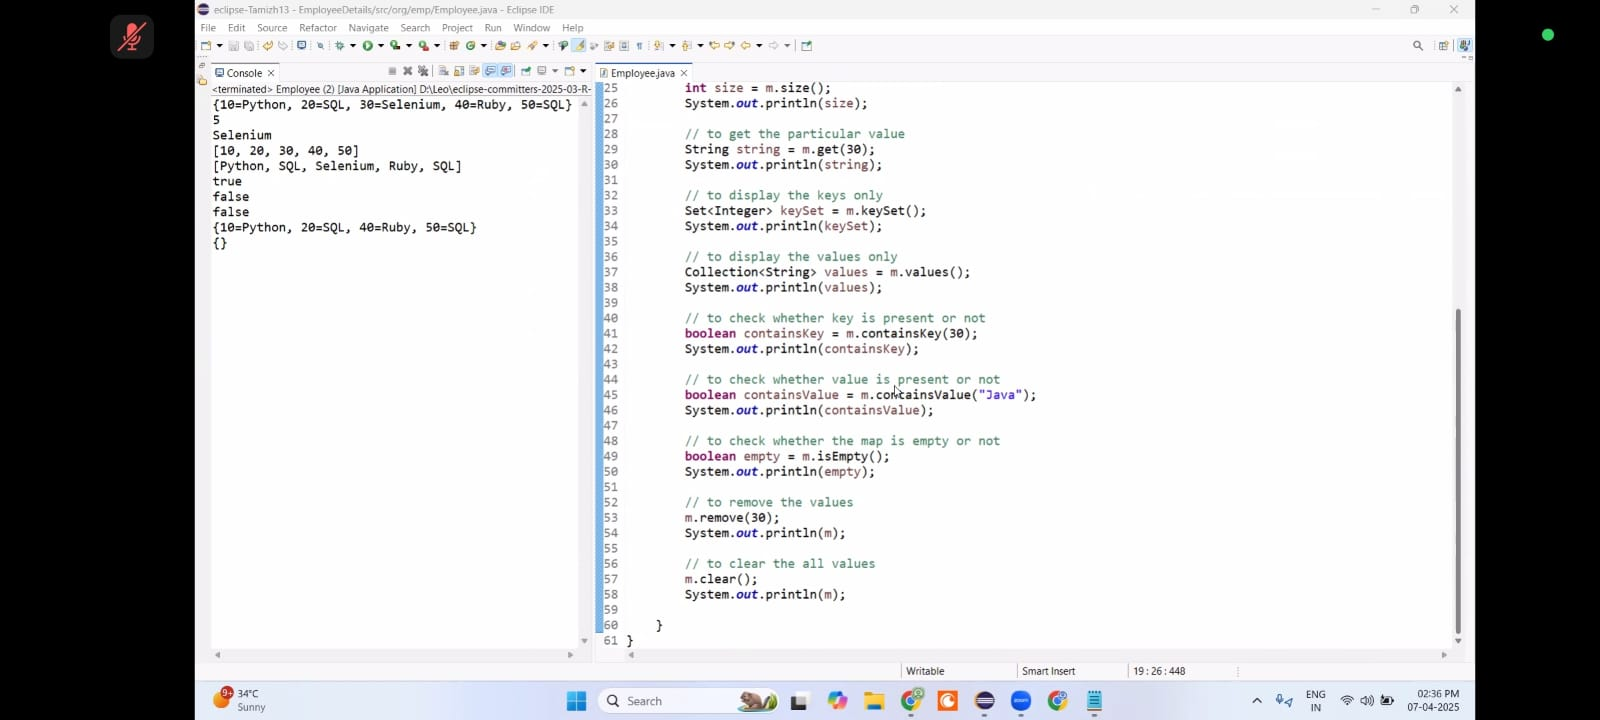 eclipse-Tamizh13 - EmployeeDetails/src/org/emp/Employee.java - Eclipse IDE
File Edit Source Refactor Navigate Search Project Run Window Help
Console
<terminated> Employee (2) [Java Application] D:\Leo\eclipse-committers-2025-03-R-
{10=Python, 20=SQL, 30=Selenium, 40=Ruby, 50=SQL}
5
Selenium
[10, 20, 30, 40, 50]
[Python, SQL, Selenium, Ruby, SQL]
true
false
false
{10=Python, 20=SQL, 40=Ruby, 50=SQL}
{}
Employee.java
25 int size = m.size();
26 System.out.println(size);
27
28 // to get the particular value
29 String string = m.get(30);
30 System.out.println(string);
31
32 // to display the keys only
33 Set<Integer> keySet = m.keySet();
34 System.out.println(keySet);
35
36 // to display the values only
37 Collection<String> values = m.values();
38 System.out.println(values);
39
40 // to check whether key is present or not
41 boolean containsKey = m.containsKey(30);
42 System.out.println(containsKey);
43
44 // to check whether value is present or not
45 boolean containsValue = m.containsValue("Java");
46 System.out.println(containsValue);
47
48 // to check whether the map is empty or not
49 boolean empty = m.isEmpty();
50 System.out.println(empty);
51
52 // to remove the values
53 m.remove(30);
54 System.out.println(m);
55
56 // to clear the all values
57 m.clear();
58 System.out.println(m);
59
60 }
61 }
Writable Smart Insert 19 : 26 : 448
9+
34°C
Sunny
Search
ENG
IN
02:36 PM
07-04-2025